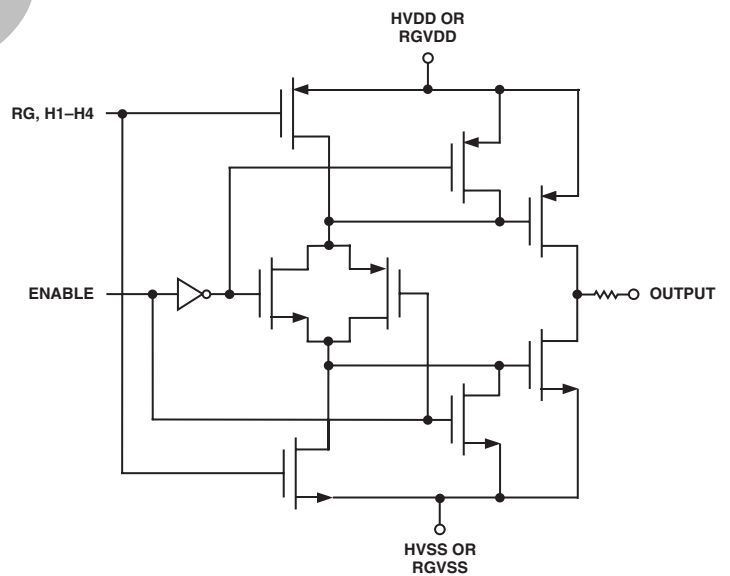 HVDD OR
RGVDD
RG, H1–H4
ENABLE
OUTPUT
HVSS OR
RGVSS